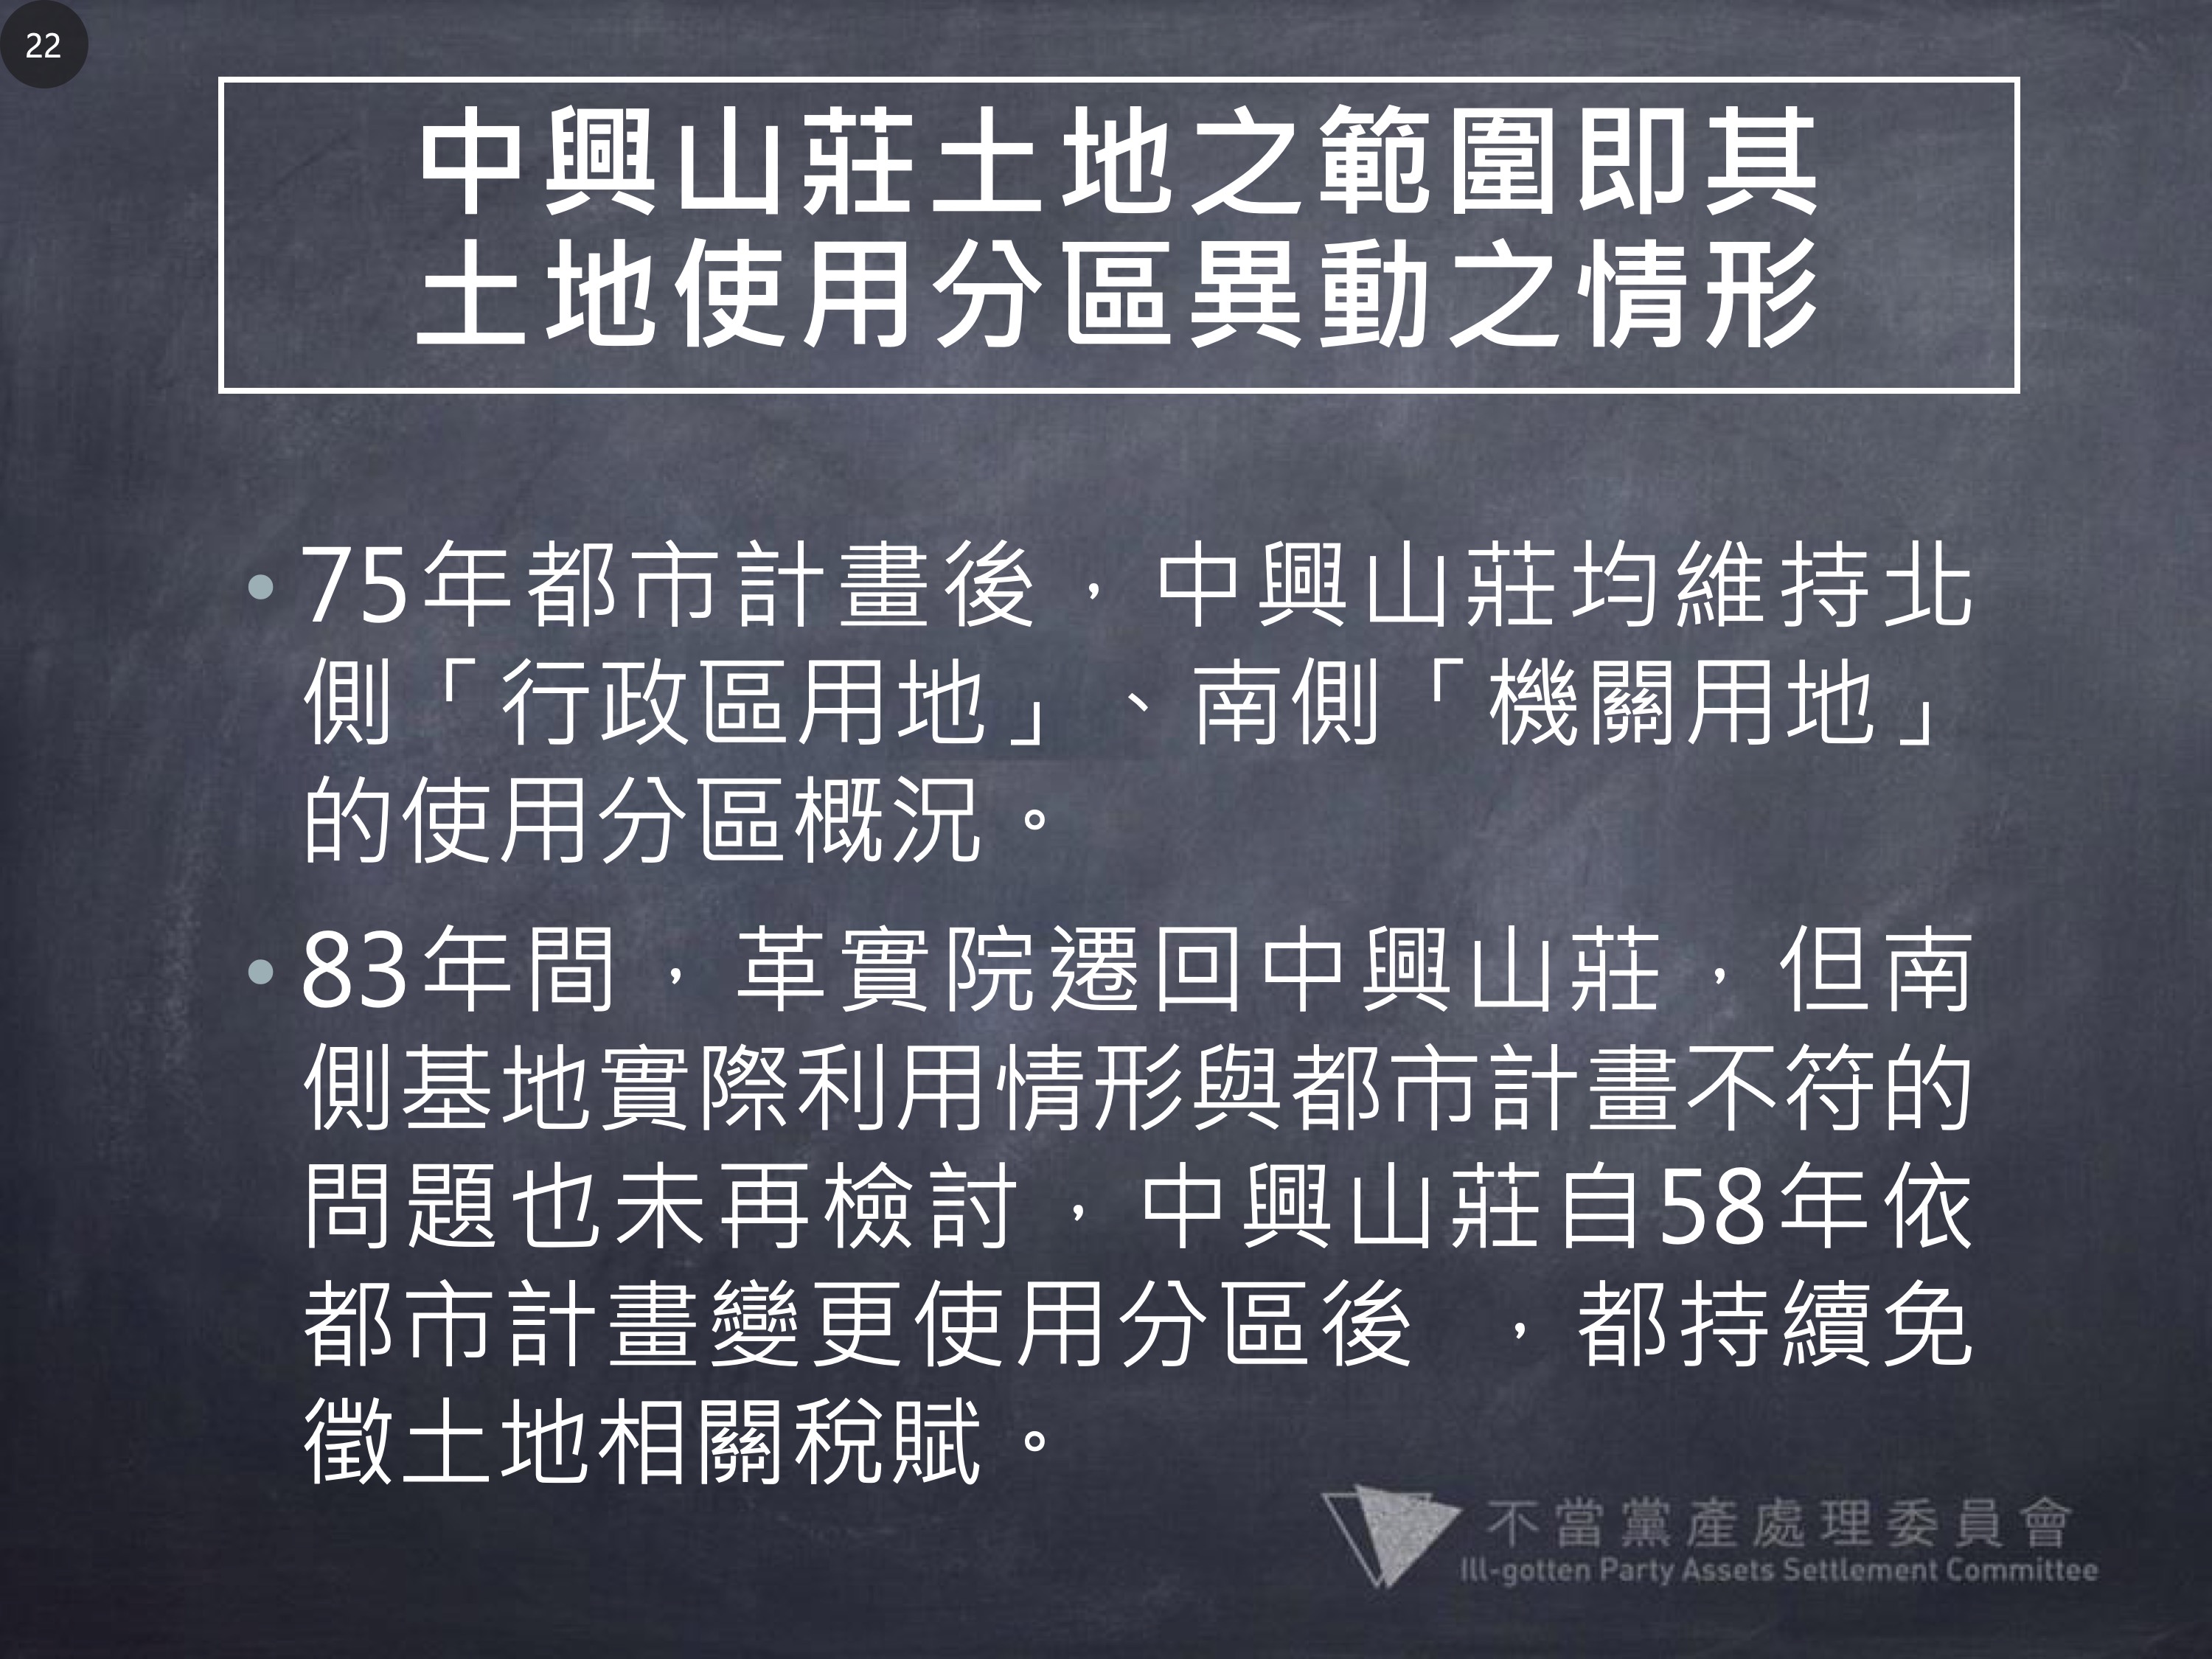 22
中興山莊土地之範圍即其
土地使用分區異動之情形
• 75年都市計畫後，中興山莊均維持北
側「行政區用地」、南側「機關用地」
的使用分區概況。
• 83年間，革實院遷回中興山莊，但南
側基地實際利用情形與都市計畫不符的
問題也未再檢討，中興山莊自58年依
都市計畫變更使用分區後　，都持續免
徵土地相關稅賦。
不當黨產處理委員會
Ill-gotten Party Assets Settlement Committee